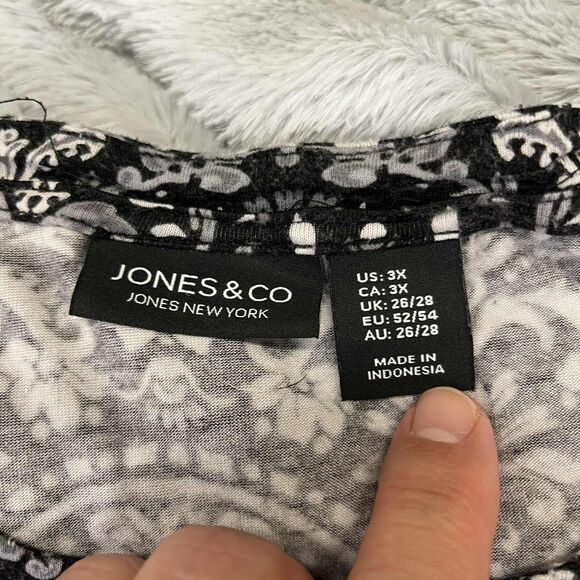 JONES & CO
JONES NEW YORK
US: 3X
CA: 3X
UK: 26/28
EU: 52/54
AU: 26/28
MADE IN
INDONESIA